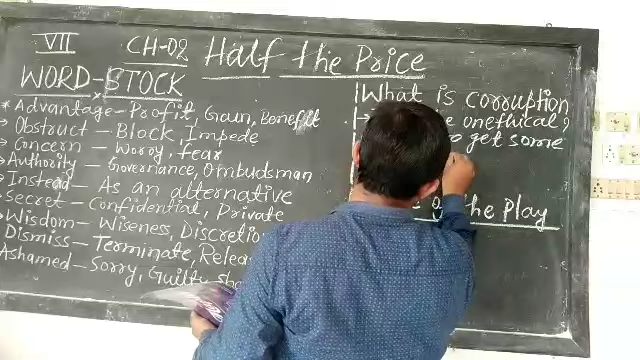 VII CH-02 Half the Price
WORD-STOCK
* Advantage - Profit, Gain, Benefit
→ Obstruct - Block, Impede
→ Concern - Worry, fear
→ Authority - Governance, Ombudsman
→ Instead - As an alternative
→ Secret - Confidential, Private
→ Wisdom - Wiseness,
Dismiss - Terminate,
Ashamed - Sorry, Guilty
What is corruption
unethical?
get some
the Play